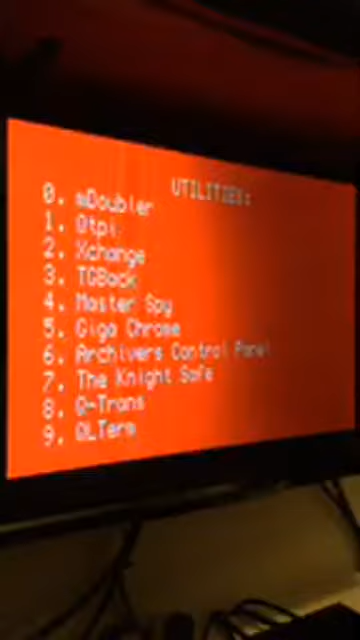 UTILITIES:
0. mDoubler
1. Qtpi
2. Xchange
3. TGBack
4. Master Spy
5. Giga Chrome
6. Archivers Control Panel
7. The Knight Safe
8. Q-Trans
9. QLTerm